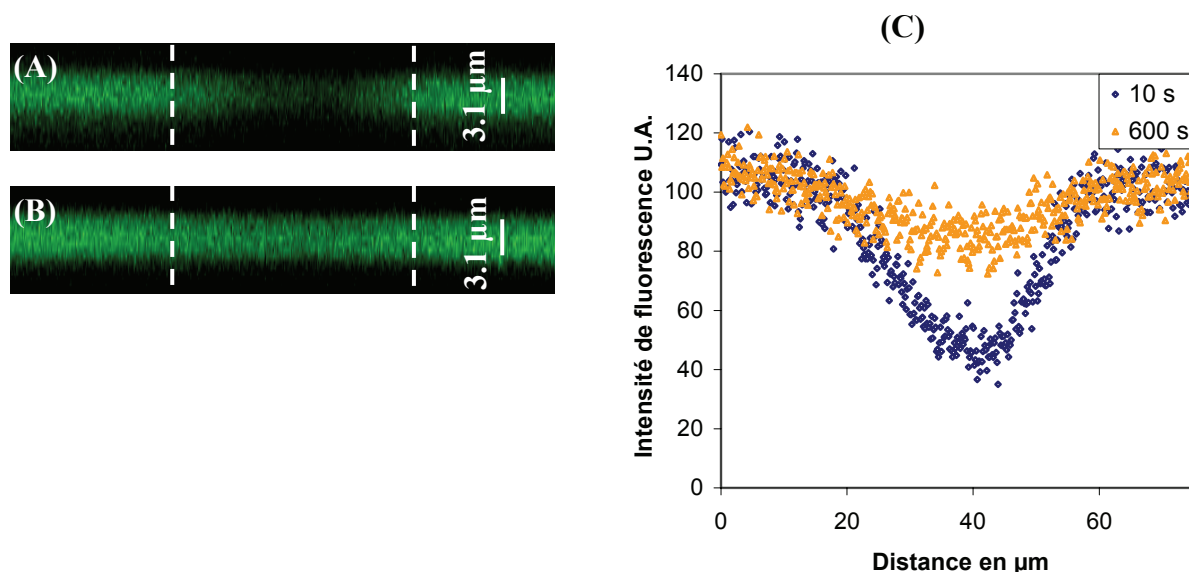 (A)
3.1 µm
(B)
3.1 µm
(C)
140
120
100
80
60
40
20
0
Intensité de fluorescence U.A.
10 s
600 s
0 20 40 60
Distance en µm